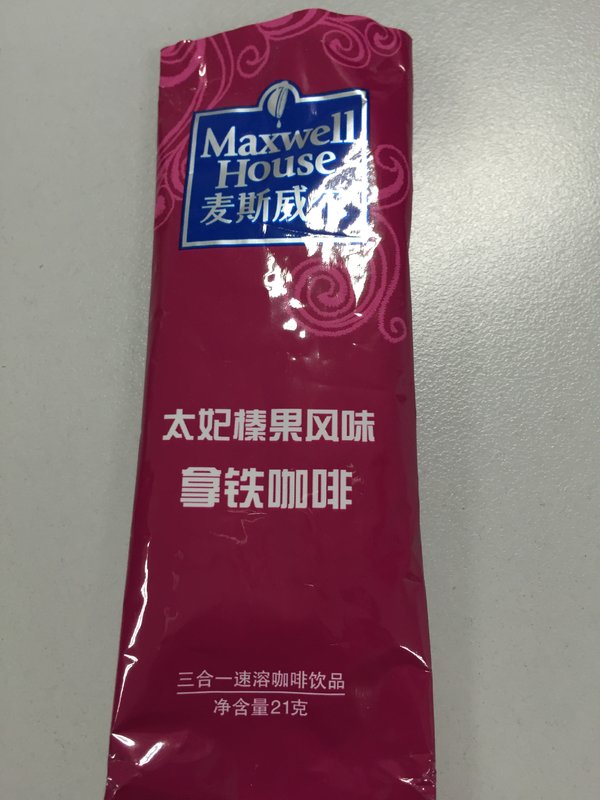 Maxwell
House
麦斯威尔
太妃榛果风味
拿铁咖啡
三合一速溶咖啡饮品
净含量21克